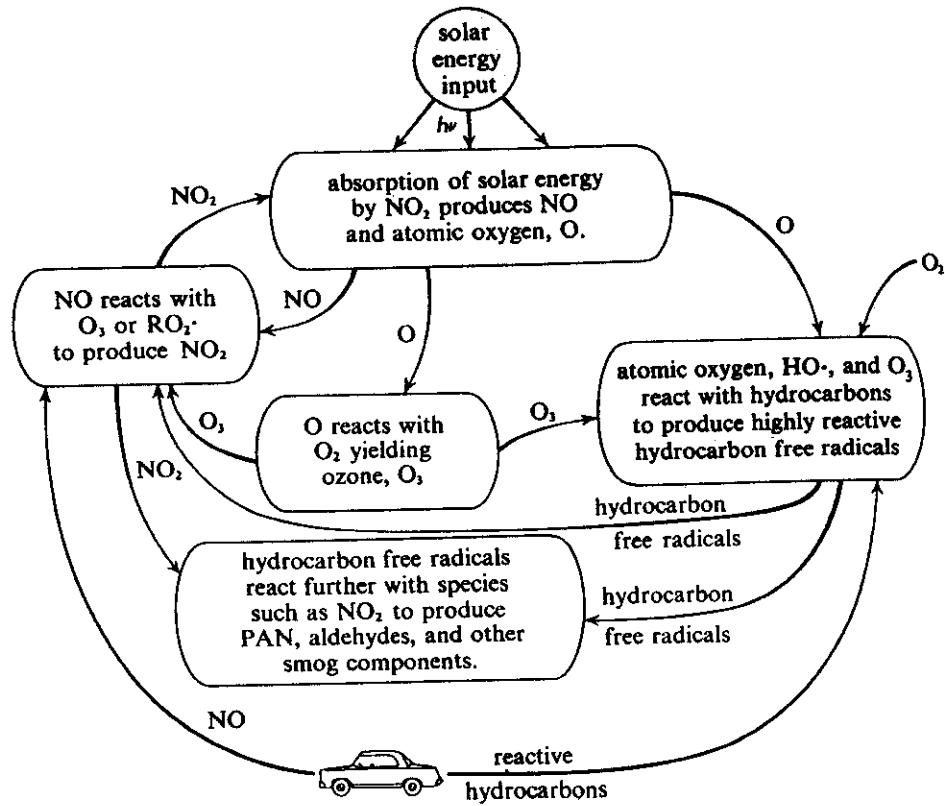 solar
energy
input
hν
absorption of solar energy
by NO₂ produces NO
and atomic oxygen, O.
NO₂
O
O₂
NO reacts with
O₃ or RO₂·
to produce NO₂
NO
O
atomic oxygen, HO·, and O₃
react with hydrocarbons
to produce highly reactive
hydrocarbon free radicals
O reacts with
O₂ yielding
ozone, O₃
O₃
O₃
NO₂
hydrocarbon
free radicals
hydrocarbon free radicals
react further with species
such as NO₂ to produce
PAN, aldehydes, and other
smog components.
hydrocarbon
free radicals
NO
reactive
hydrocarbons